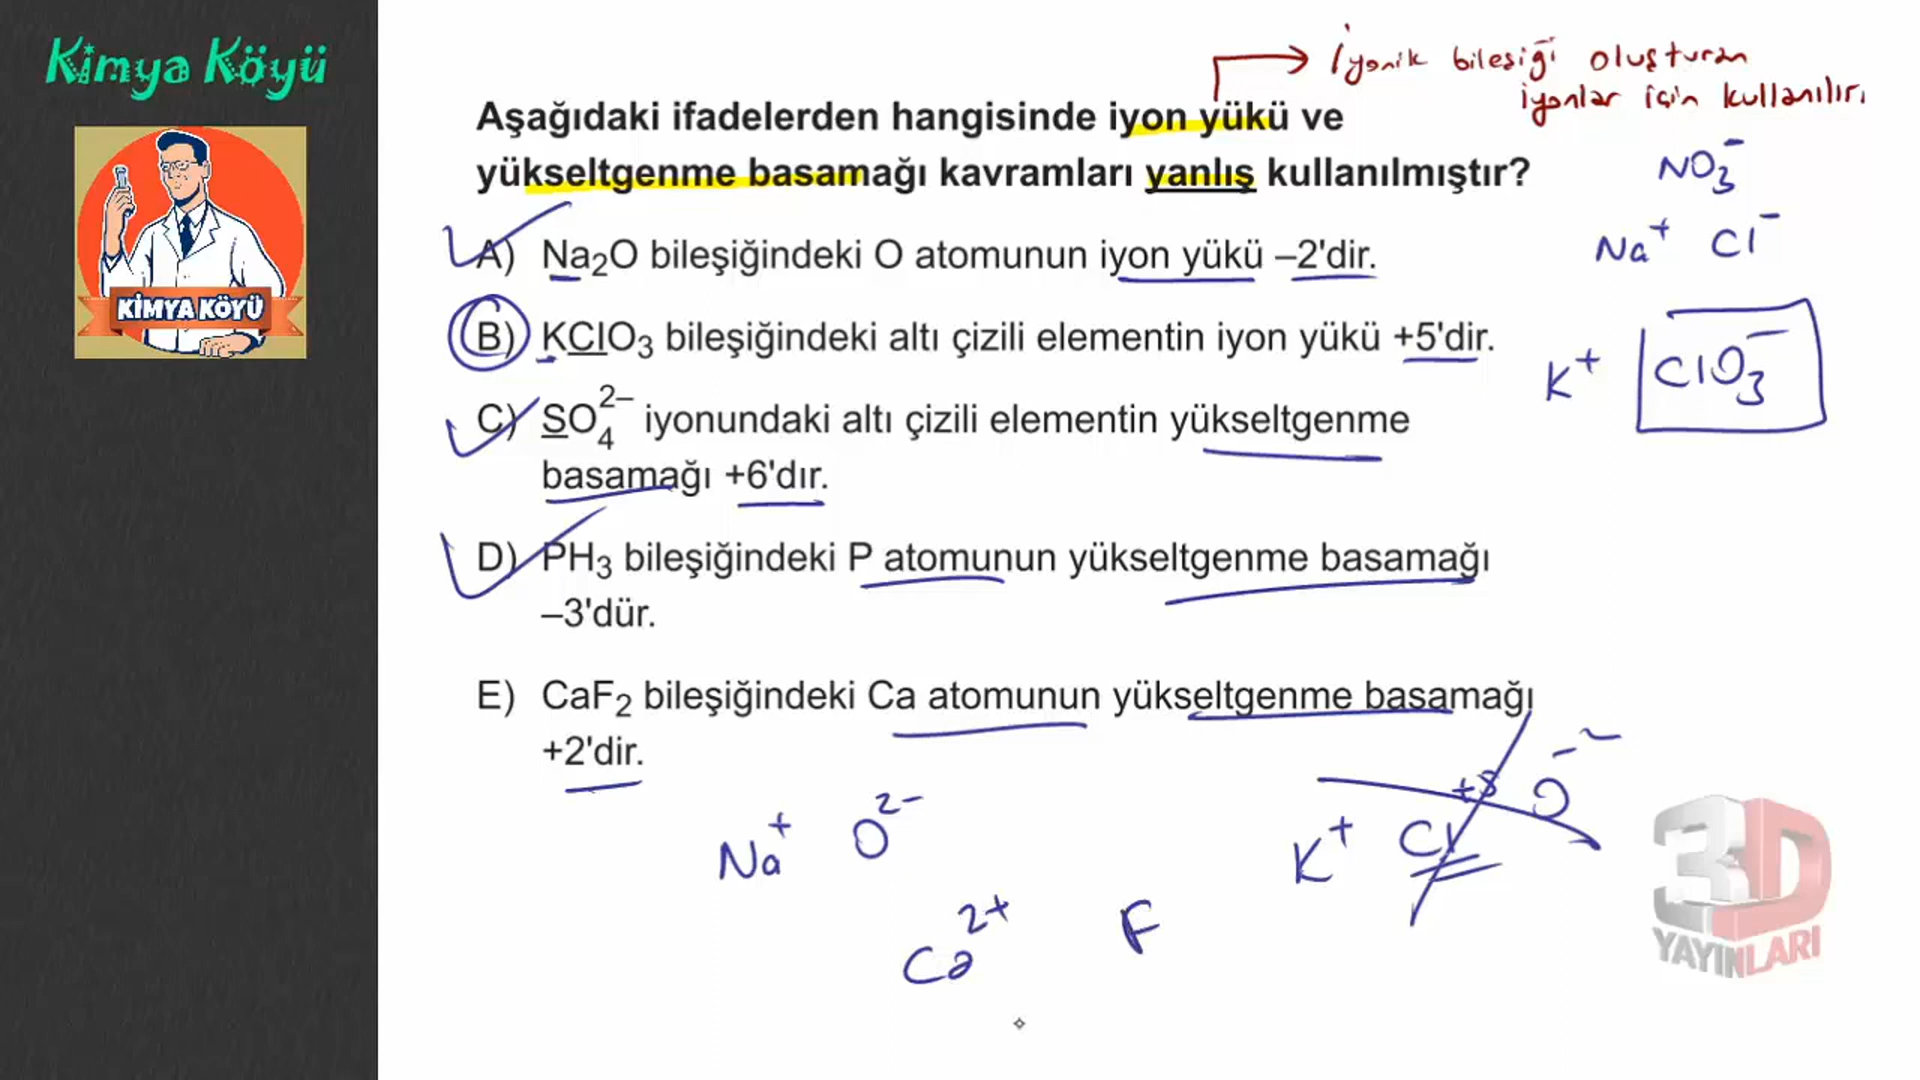 Kimya Köyü
KİMYA KÖYÜ
İyonik bileşiği oluşturan
iyonlar için kullanılır.
Aşağıdaki ifadelerden hangisinde iyon yükü ve
yükseltgenme basamağı kavramları yanlış kullanılmıştır?
NO₃⁻
Na⁺ Cl⁻
A) Na₂O bileşiğindeki O atomunun iyon yükü –2'dir.
B) KClO₃ bileşiğindeki altı çizili elementin iyon yükü +5'dir.
K⁺ ClO₃⁻
C) SO₄²⁻ iyonundaki altı çizili elementin yükseltgenme
basamağı +6'dır.
D) PH₃ bileşiğindeki P atomunun yükseltgenme basamağı
–3'dür.
E) CaF₂ bileşiğindeki Ca atomunun yükseltgenme basamağı
+2'dir.
Na⁺ O²⁻
K⁺ Cl O
Ca²⁺ F
3D
YAYINLARI